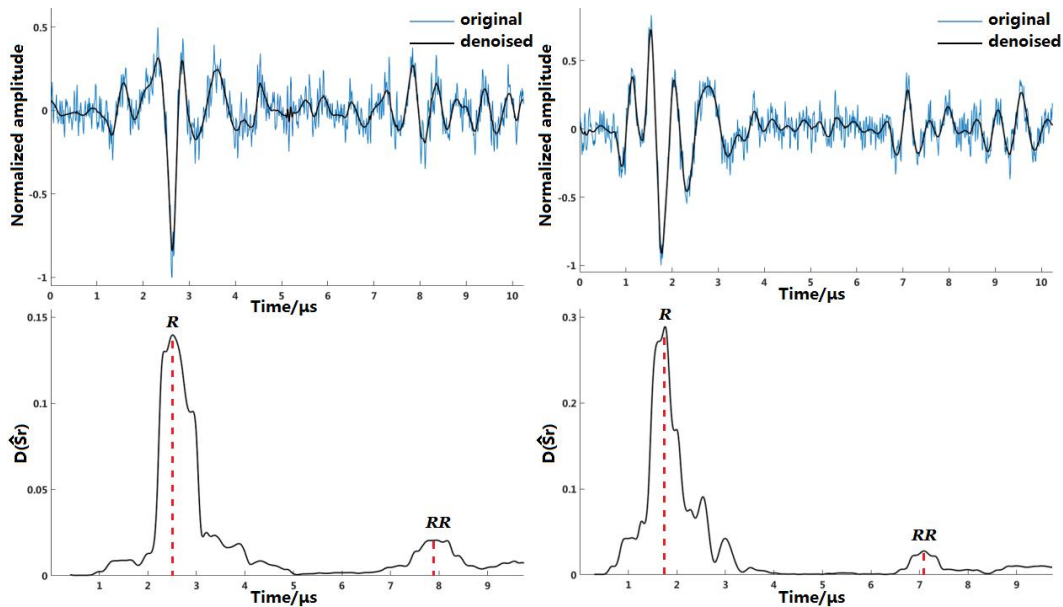 original
denoised
Normalized amplitude
0.5
0
-0.5
-1
0 1 2 3 4 5 6 7 8 9 10
Time/μs
original
denoised
Normalized amplitude
0.5
0
-0.5
-1
0 1 2 3 4 5 6 7 8 9 10
Time/μs
R
RR
D(Ŝr)
0.15
0.1
0.05
0
1 2 3 4 5 6 7 8 9
Time/μs
R
RR
D(Ŝr)
0.3
0.2
0.1
0
1 2 3 4 5 6 7 8 9
Time/μs